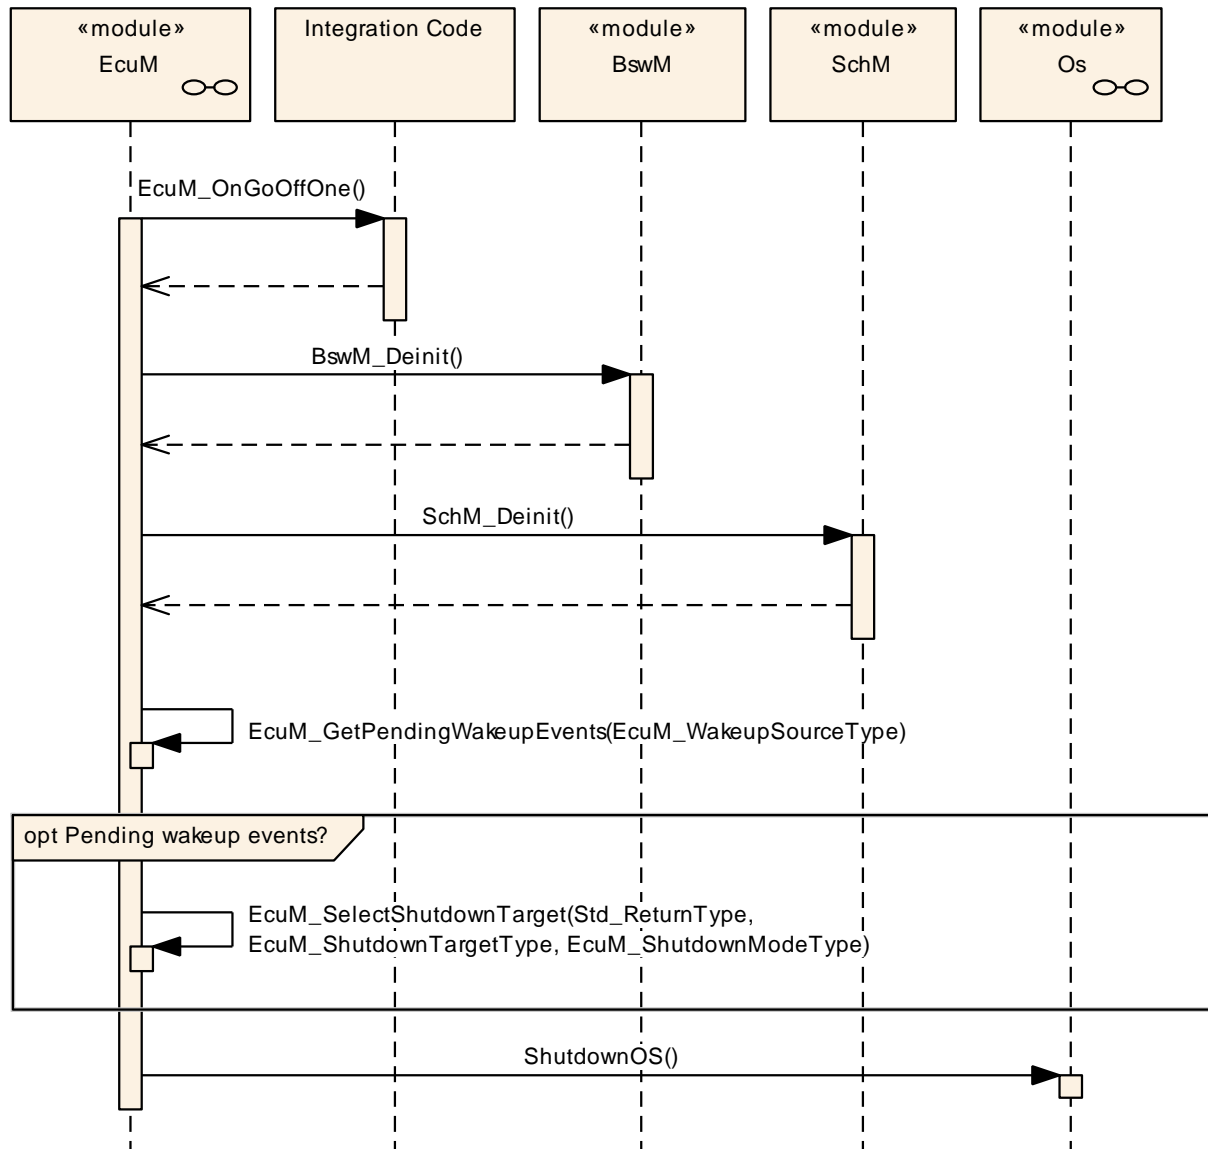 «module»
EcuM
Integration Code
«module»
BswM
«module»
SchM
«module»
Os
EcuM_OnGoOffOne()
BswM_Deinit()
SchM_Deinit()
EcuM_GetPendingWakeupEvents(EcuM_WakeupSourceType)
opt Pending wakeup events?
EcuM_SelectShutdownTarget(Std_ReturnType,
EcuM_ShutdownTargetType, EcuM_ShutdownModeType)
ShutdownOS()